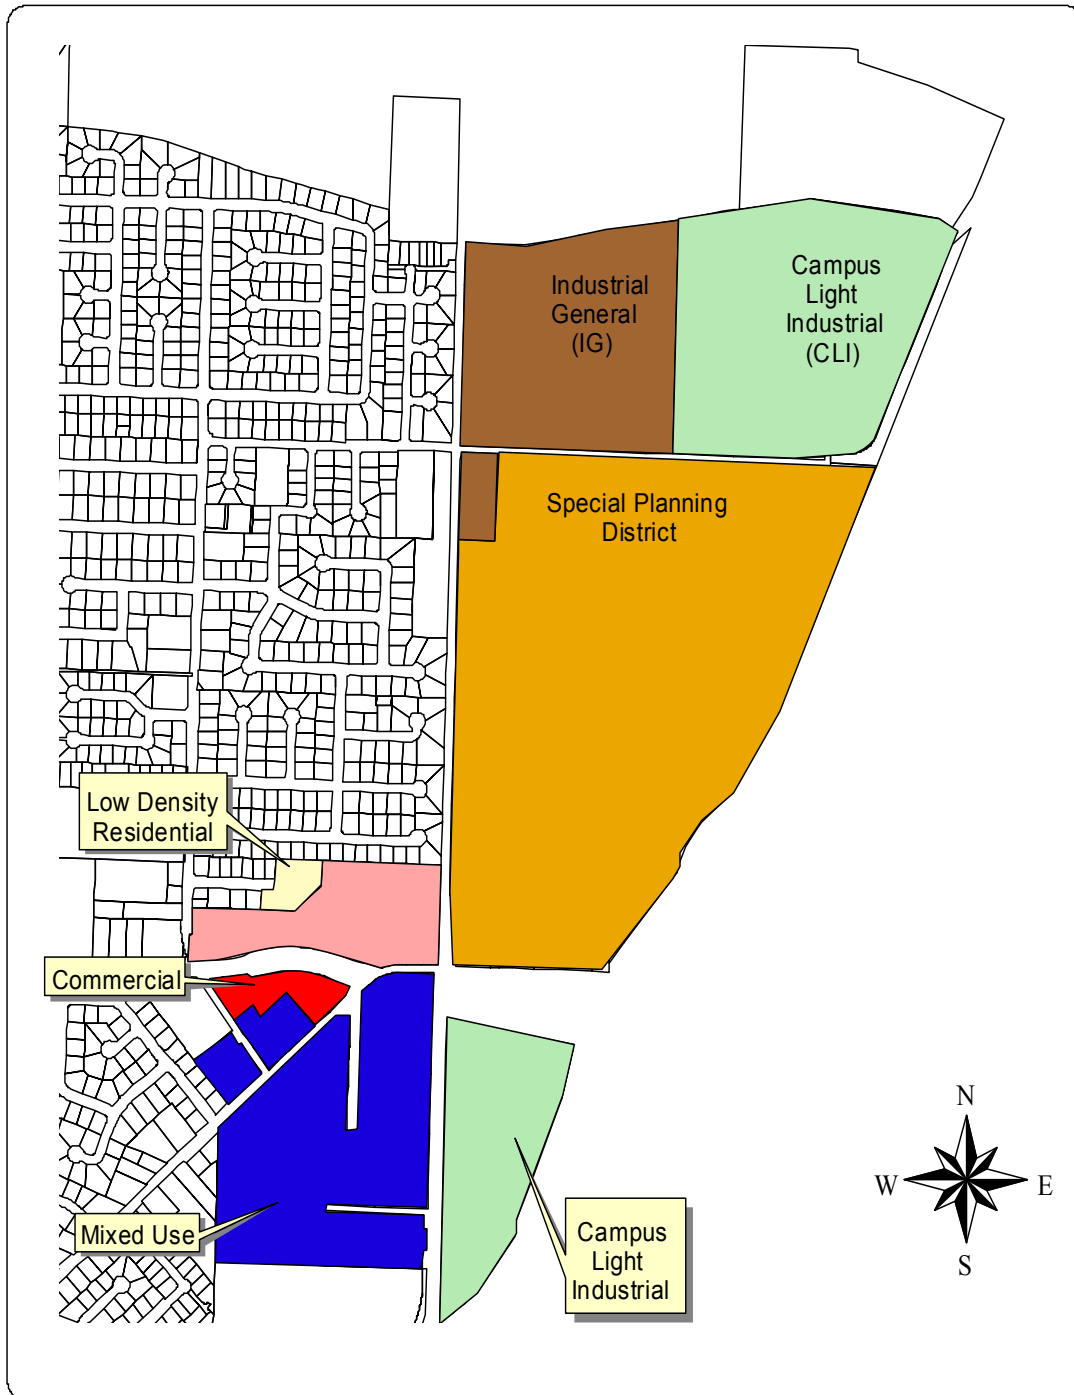 Industrial
General
(IG)
Campus
Light
Industrial
(CLI)
Special Planning
District
Low Density
Residential
Commercial
Mixed Use
Campus
Light
Industrial
N
W
E
S